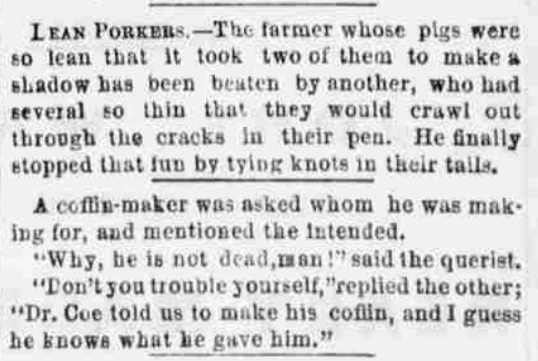 LEAN PORKERS.—The farmer whose pigs were
so lean that it took two of them to make a
shadow has been beaten by another, who had
several so thin that they would crawl out
through the cracks in their pen. He finally
stopped that fun by tying knots in their tails.
A coffin-maker was asked whom he was mak-
ing for, and mentioned the intended.
"Why, he is not dead,man!" said the querist.
"Don't you trouble yourself,"replied the other;
"Dr. Coe told us to make his coffin, and I guess
he knows what he gave him."